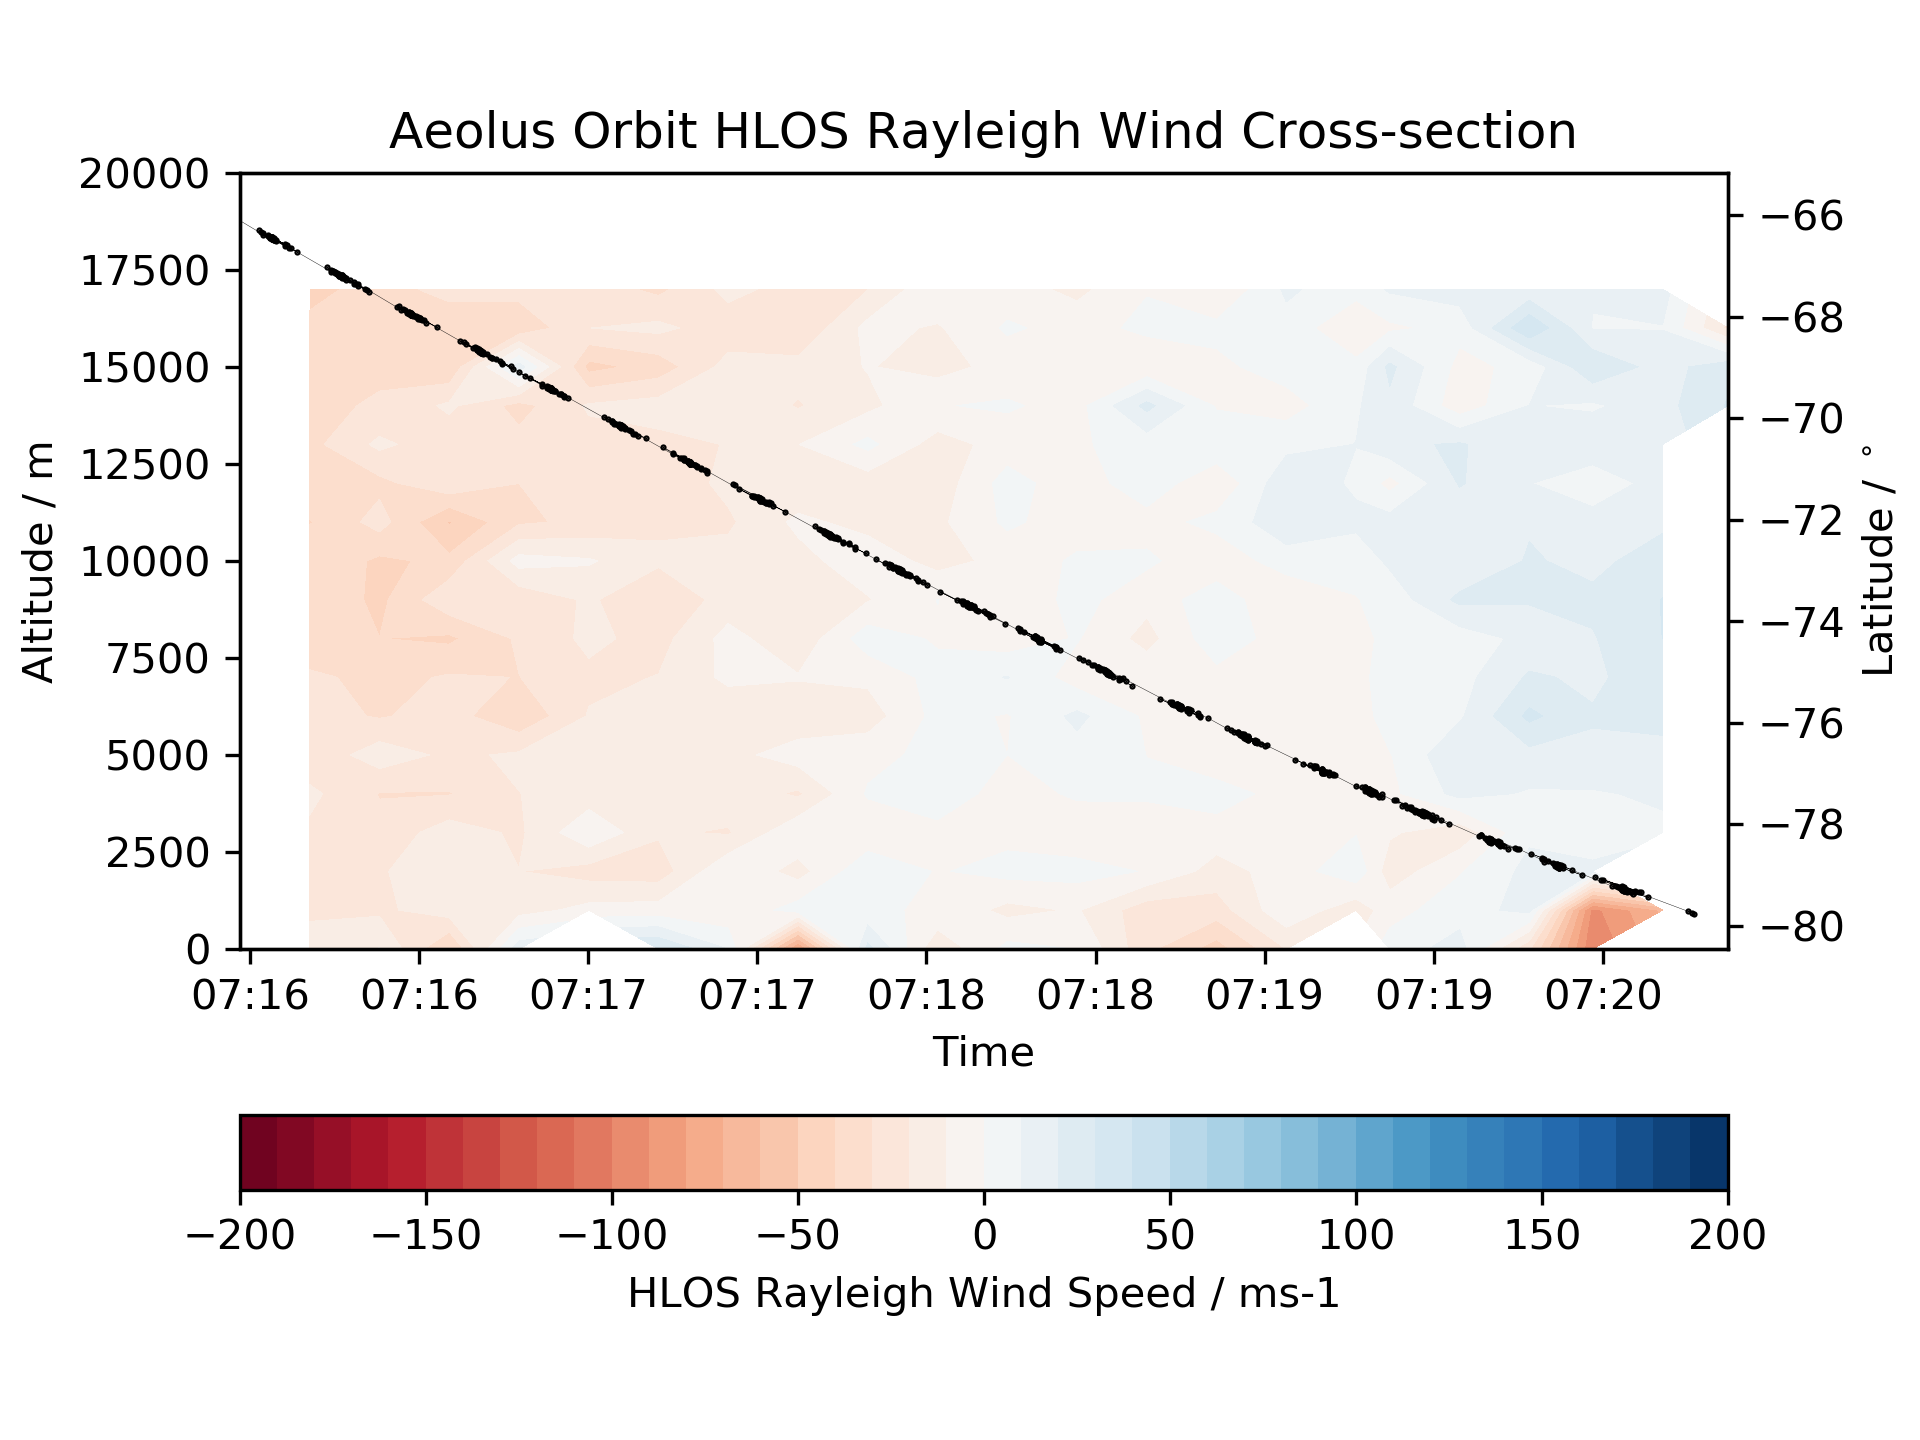 Aeolus Orbit HLOS Rayleigh Wind Cross-section
20000
17500
15000
12500
10000
7500
5000
2500
0
Altitude / m
−66
−68
−70
−72
−74
−76
−78
−80
Latitude / °
07:16 07:16 07:17 07:17 07:18 07:18 07:19 07:19 07:20
Time
−200 −150 −100 −50 0 50 100 150 200
HLOS Rayleigh Wind Speed / ms-1